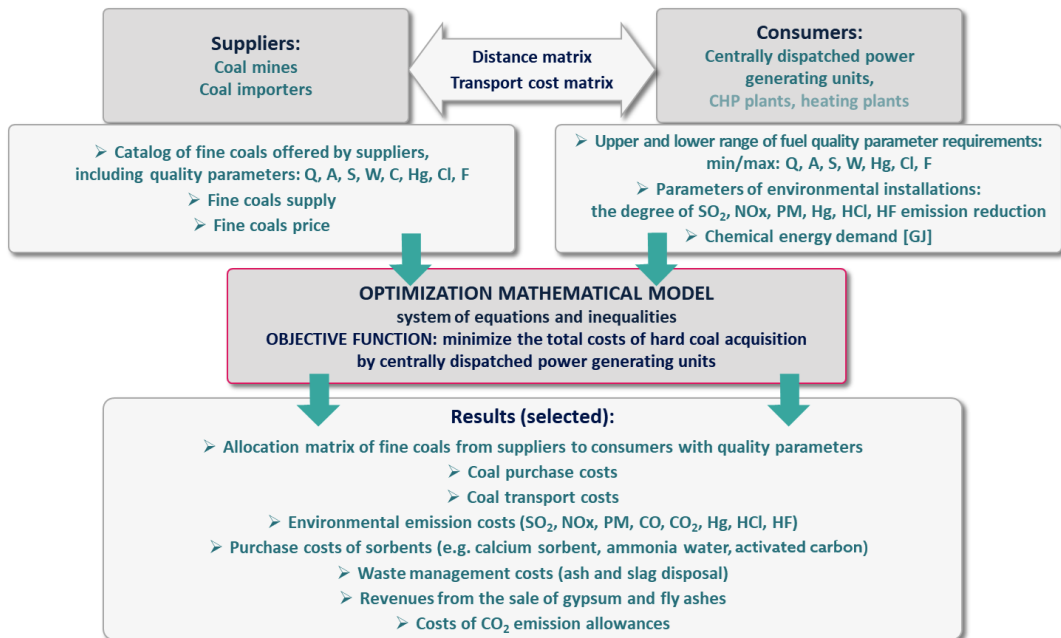 Suppliers:
Coal mines
Coal importers
Distance matrix
Transport cost matrix
Consumers:
Centrally dispatched power
generating units,
CHP plants, heating plants
➢ Catalog of fine coals offered by suppliers,
including quality parameters: Q, A, S, W, C, Hg, Cl, F
➢ Fine coals supply
➢ Fine coals price
➢ Upper and lower range of fuel quality parameter requirements:
min/max: Q, A, S, W, Hg, Cl, F
➢ Parameters of environmental installations:
the degree of SO₂, NOx, PM, Hg, HCl, HF emission reduction
➢ Chemical energy demand [GJ]
OPTIMIZATION MATHEMATICAL MODEL
system of equations and inequalities
OBJECTIVE FUNCTION: minimize the total costs of hard coal acquisition
by centrally dispatched power generating units
Results (selected):
➢ Allocation matrix of fine coals from suppliers to consumers with quality parameters
➢ Coal purchase costs
➢ Coal transport costs
➢ Environmental emission costs (SO₂, NOx, PM, CO, CO₂, Hg, HCl, HF)
➢ Purchase costs of sorbents (e.g. calcium sorbent, ammonia water, activated carbon)
➢ Waste management costs (ash and slag disposal)
➢ Revenues from the sale of gypsum and fly ashes
➢ Costs of CO₂ emission allowances